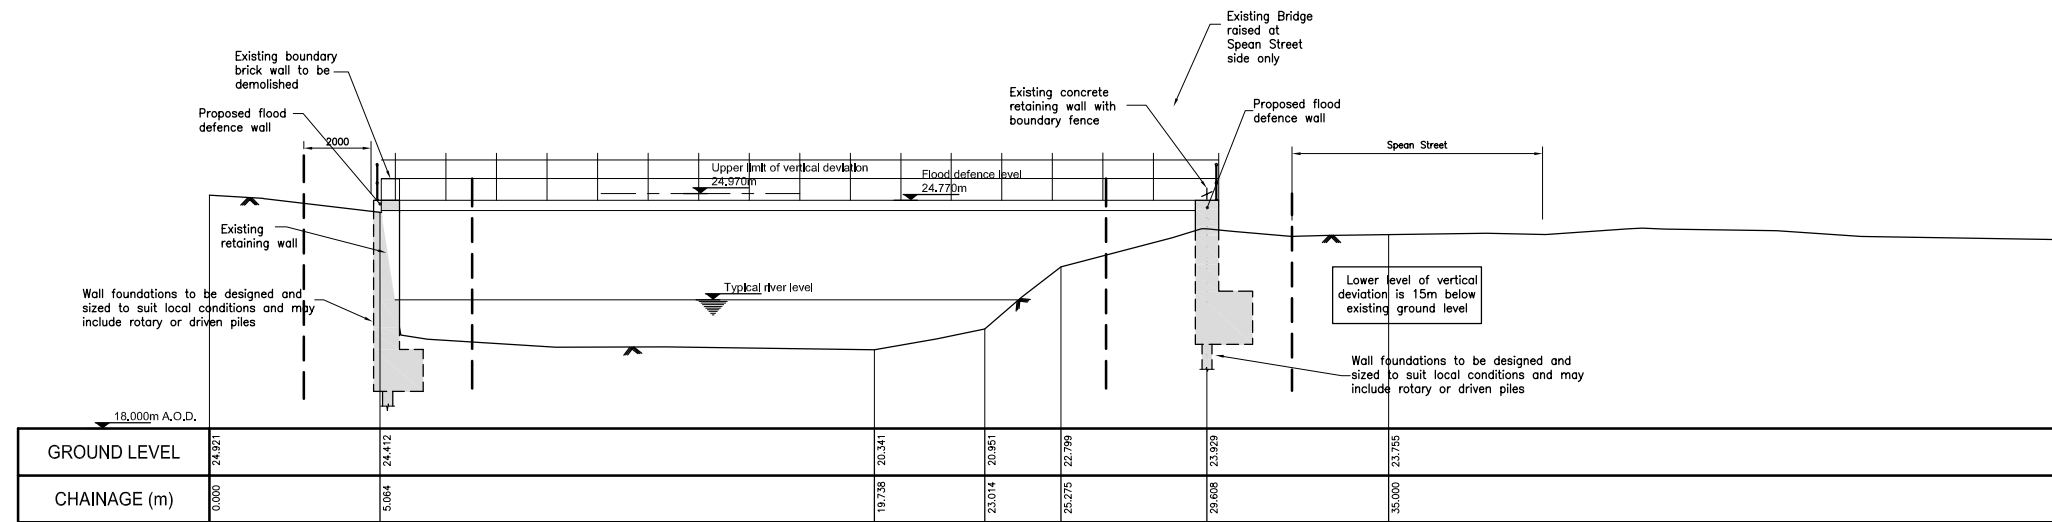 Existing Bridge
raised at
Spean Street
side only
Existing boundary
brick wall to be
demolished
Existing concrete
retaining wall with
boundary fence
Proposed flood
defence wall
Proposed flood
defence wall
2000
Spean Street
Upper limit of vertical deviation
24.970m
Flood defence level
24.770m
Existing
retaining wall
Wall foundations to be designed and
sized to suit local conditions and may
include rotary or driven piles
Typical river level
Lower level of vertical
deviation is 15m below
existing ground level
Wall foundations to be designed and
sized to suit local conditions and may
include rotary or driven piles
18.000m A.O.D.
GROUND LEVEL 24.921 24.412 20.341 20.951 22.799 23.929 23.755
CHAINAGE (m) 0.000 5.064 19.738 23.014 25.275 29.608 35.000